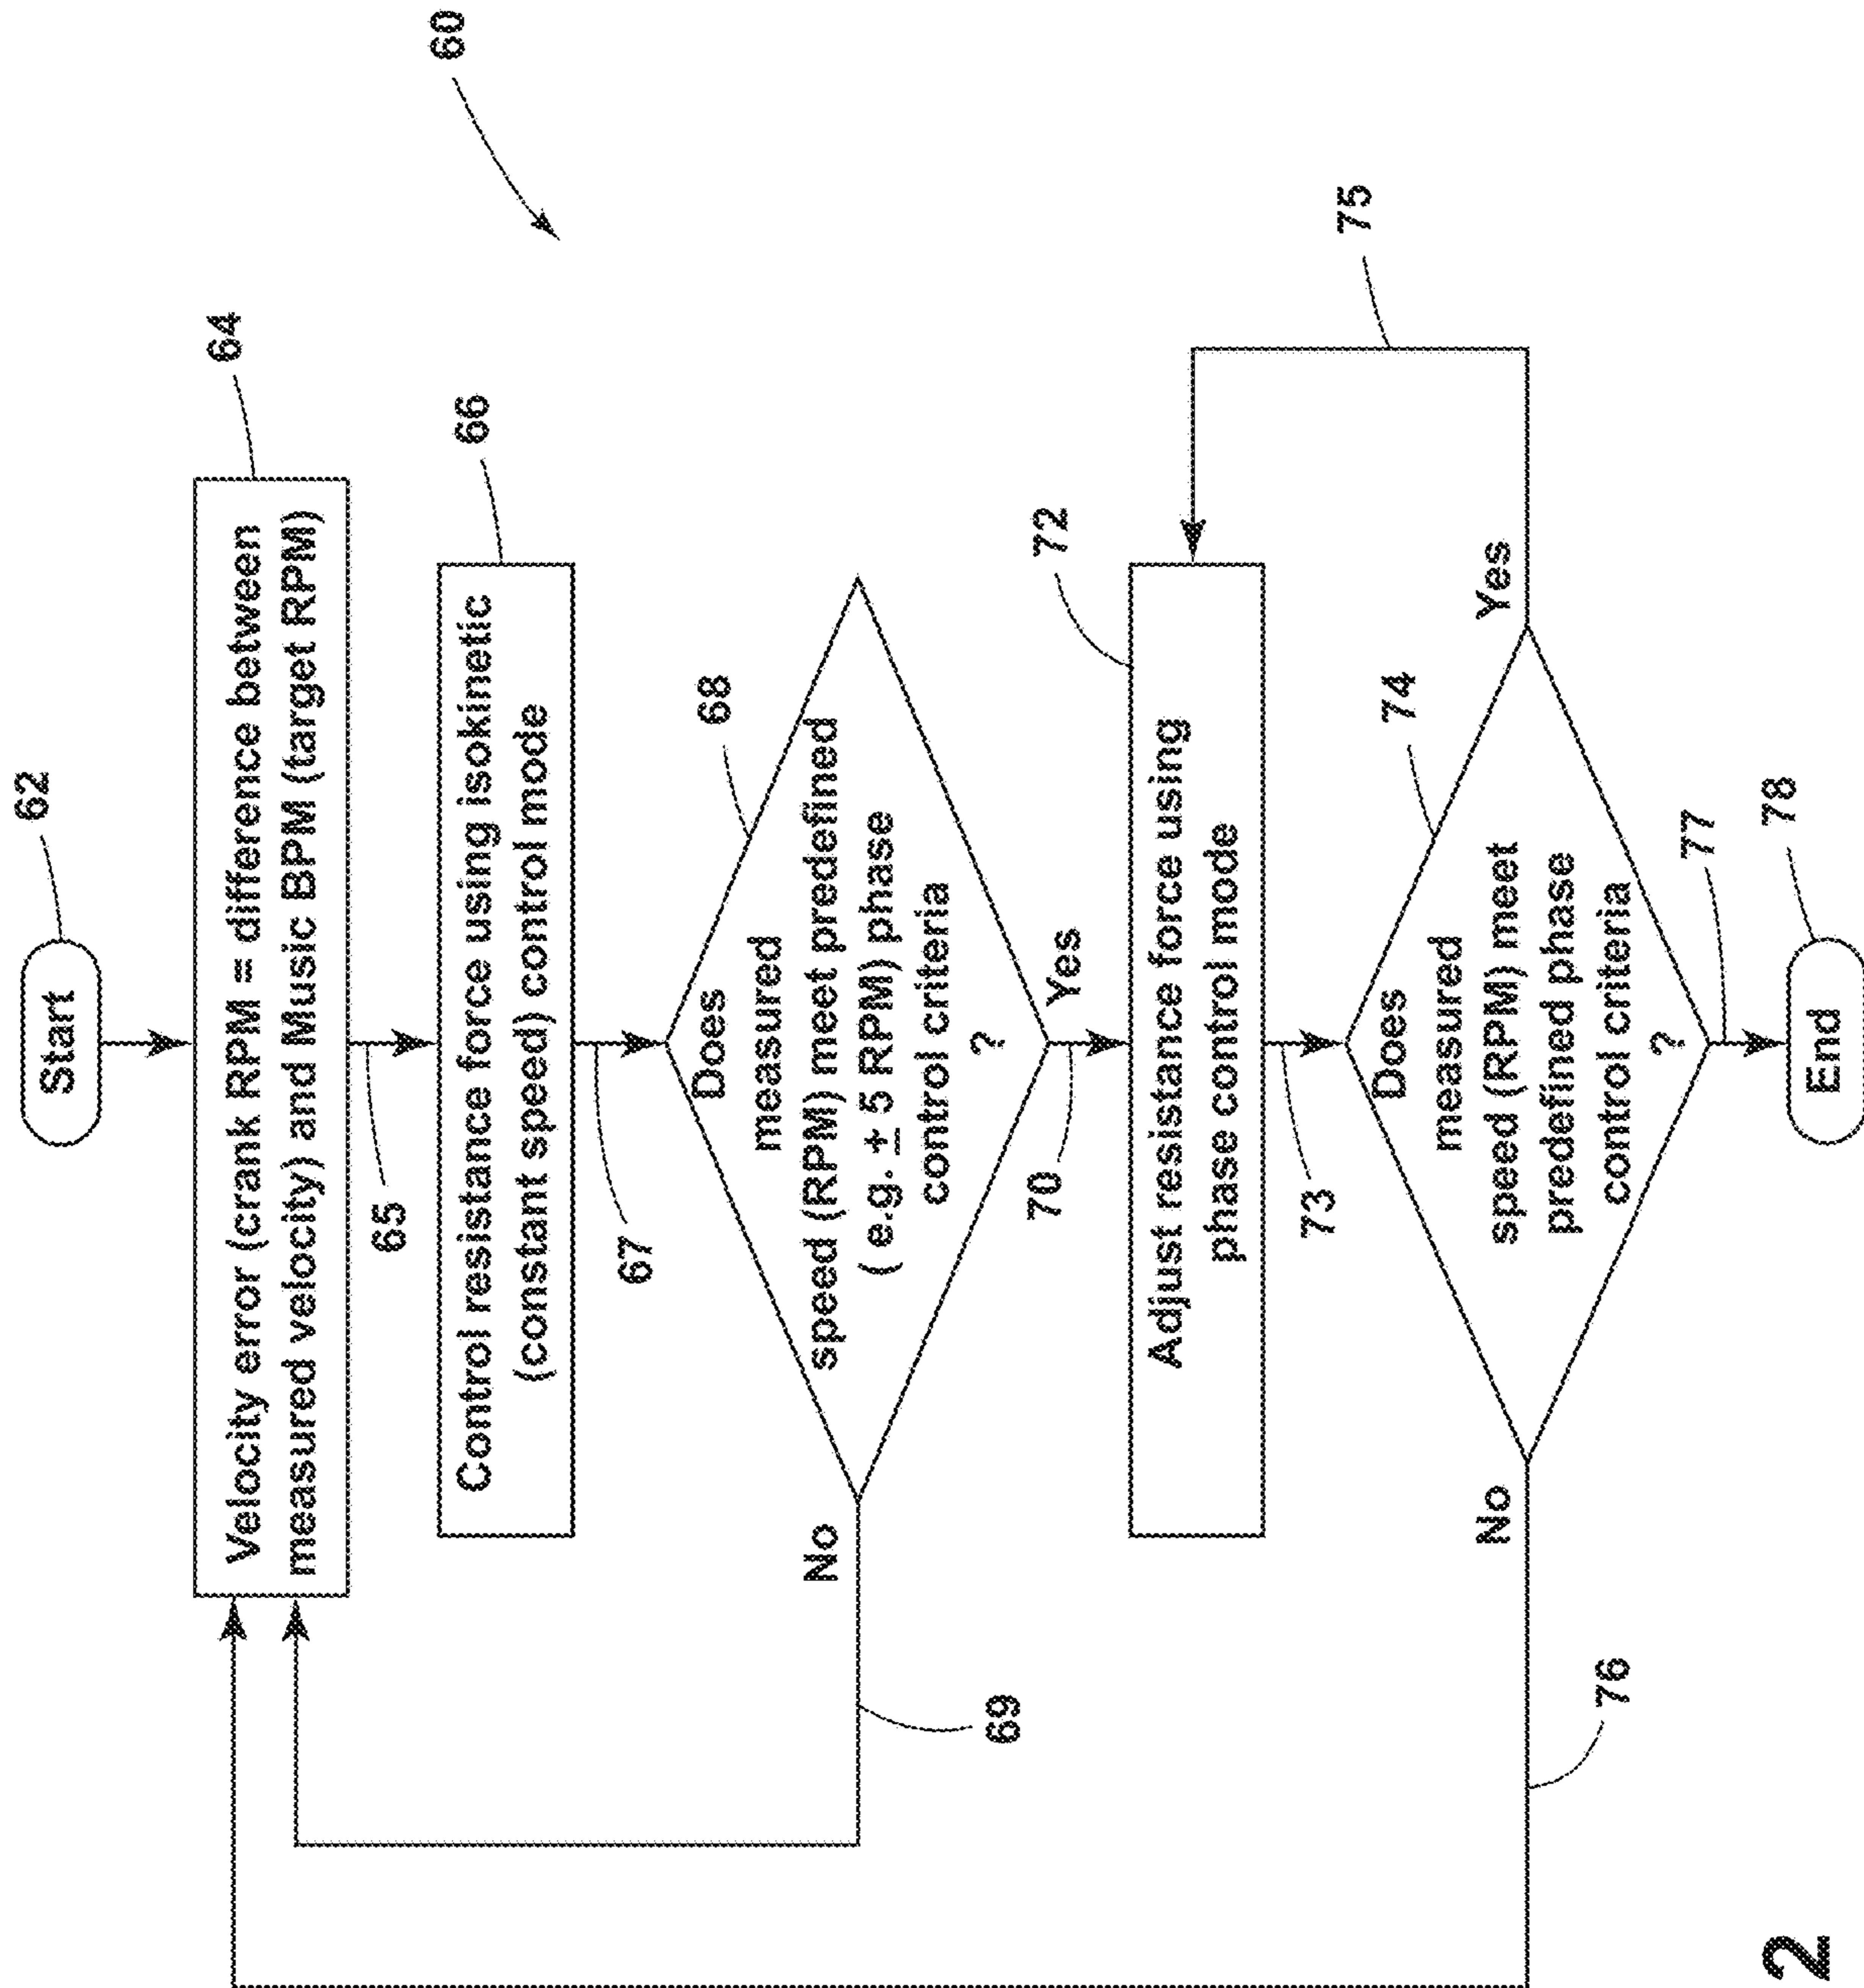 62
Start
60
64
Velocity error (crank RPM = difference between
measured velocity) and Music BPM (target RPM)
65
66
Control resistance force using isokinetic
(constant speed) control mode
67
68
Does
measured
speed (RPM) meet predefined
( e.g. ± 5 RPM) phase
control criteria
?
No
69
Yes
70
72
Adjust resistance force using
phase control mode
75
73
74
Does
measured
speed (RPM) meet
predefined phase
control criteria
?
Yes
No
76
77
78
End
2